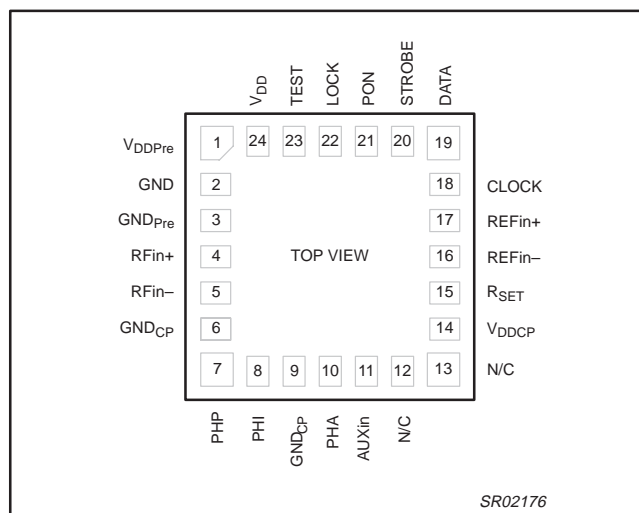 VDD TEST LOCK PON STROBE DATA
1 24 23 22 21 20 19
VDDPre
GND 2 18 CLOCK
GNDPre 3 17 REFin+
RFin+ 4 TOP VIEW 16 REFin–
RFin– 5 15 RSET
GNDCP 6 14 VDDCP
7 8 9 10 11 12 13 N/C
PHP PHI GNDCP PHA AUXin N/C
SR02176